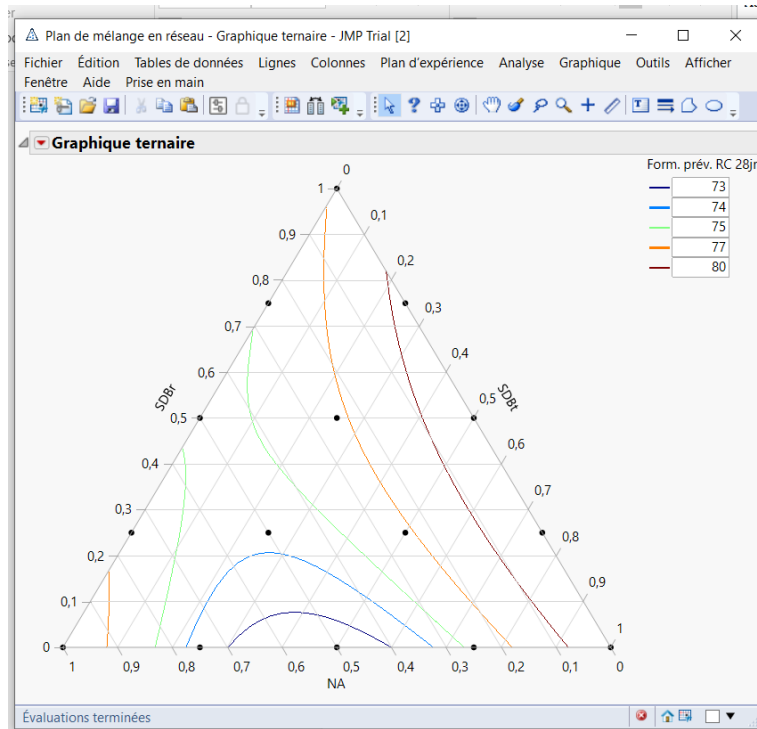 Plan de mélange en réseau - Graphique ternaire - JMP Trial [2]
Fichier Édition Tables de données Lignes Colonnes Plan d'expérience Analyse Graphique Outils Afficher
Fenêtre Aide Prise en main
Graphique ternaire
Form. prév. RC 28jr
73
74
75
77
80
0
1
0,1
0,9
0,2
0,8
0,3
0,7
0,4
0,6
0,5
SDBr
SDBt
0,5
0,6
0,4
0,7
0,3
0,8
0,2
0,9
0,1
1
0
1 0,9 0,8 0,7 0,6 0,5 0,4 0,3 0,2 0,1 0
NA
Évaluations terminées